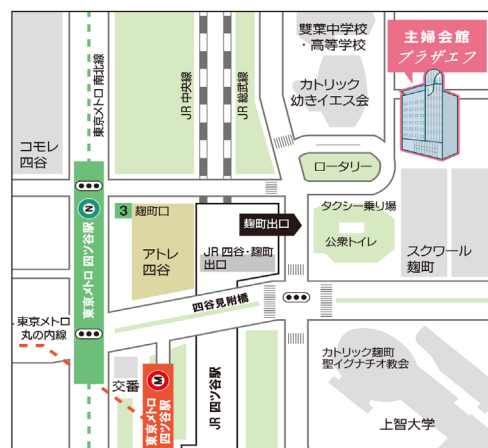 雙葉中学校
・高等学校
主婦会館
プラザエフ
東京メトロ 南北線
JR 中央線
JR 総武線
カトリック
幼きイエス会
コモレ
四谷
ロータリー
N
東京メトロ 四ツ谷駅
3 麹町口
麹町出口
タクシー乗り場
公衆トイレ
アトレ
四谷
JR 四谷・麹町
出口
スクワール
麹町
四谷見附橋
東京メトロ
丸の内線
交番
M
東京メトロ
四ツ谷駅
JR 四ツ谷駅
カトリック麹町
聖イグナチオ教会
上智大学